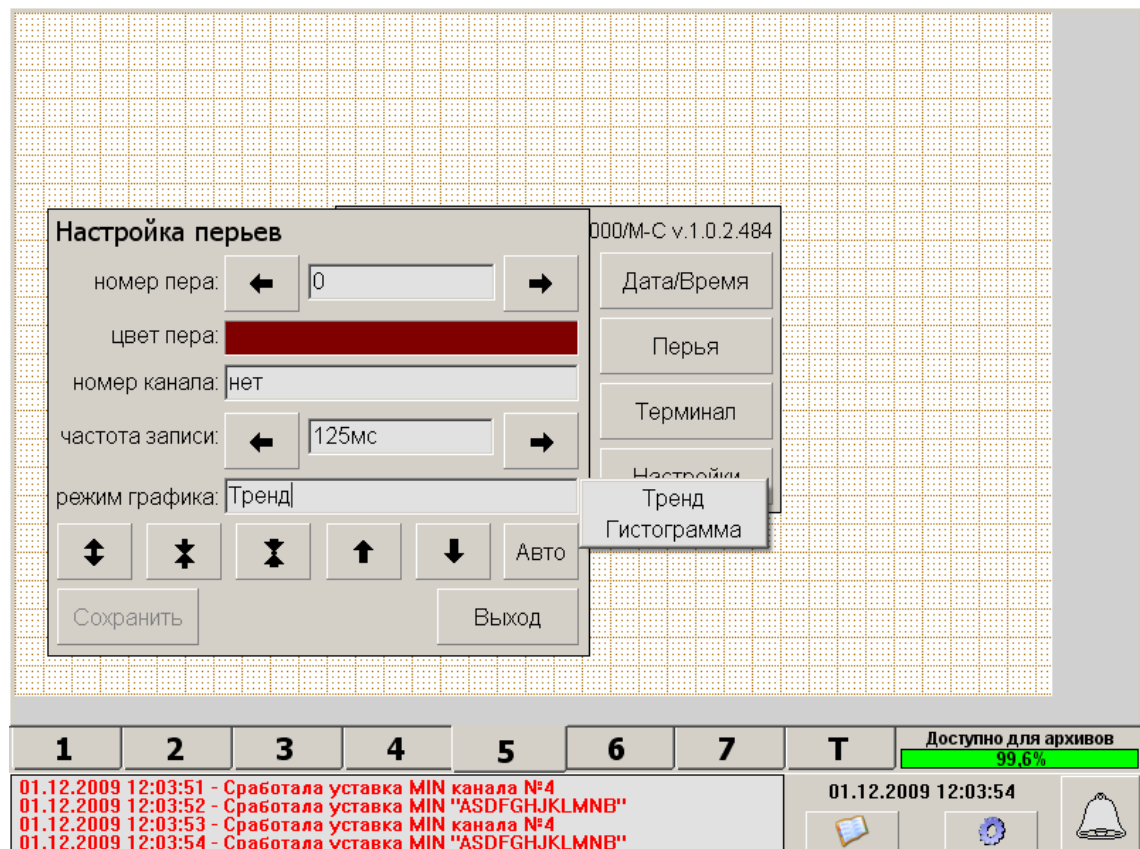 Настройка перьев
000/М-С v.1.0.2.484
номер пера:
0
Дата/Время
цвет пера:
Перья
номер канала:
нет
частота записи:
125мс
Терминал
Настройки
режим графика:
Тренд
Тренд
Гистограмма
Авто
Сохранить
Выход
1 2 3 4 5 6 7 Т
Доступно для архивов
99,6%
01.12.2009 12:03:51 - Сработала уставка MIN канала №4
01.12.2009 12:03:52 - Сработала уставка MIN "ASDFGHJKLMNB"
01.12.2009 12:03:53 - Сработала уставка MIN канала №4
01.12.2009 12:03:54 - Сработала уставка MIN "ASDFGHJKLMNB"
01.12.2009 12:03:54